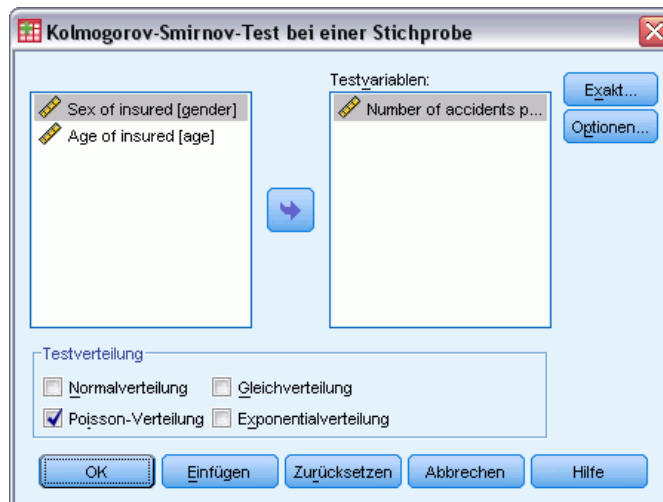 Kolmogorov-Smirnov-Test bei einer Stichprobe
Testvariablen:
Sex of insured [gender]
Age of insured [age]
Number of accidents p...
Exakt...
Optionen...
Testverteilung
Normalverteilung
Gleichverteilung
Poisson-Verteilung
Exponentialverteilung
OK
Einfügen
Zurücksetzen
Abbrechen
Hilfe